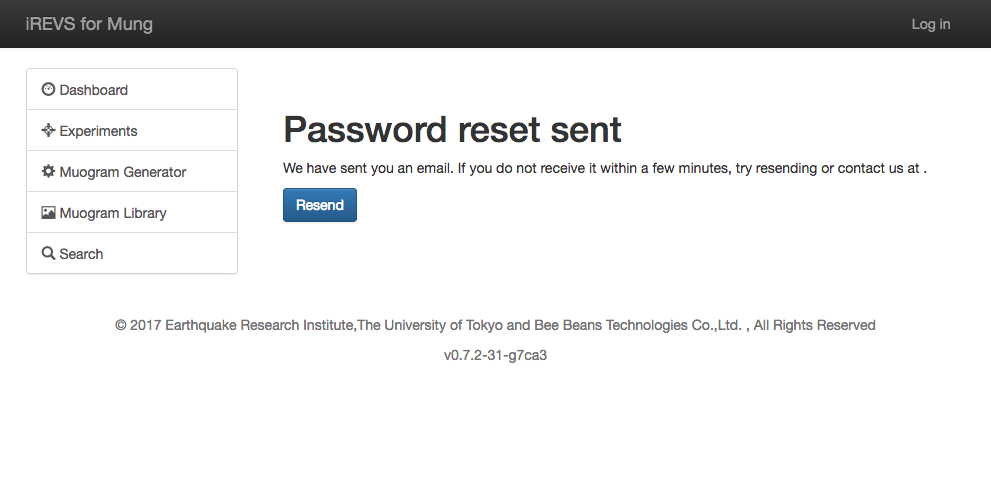 iREVS for Mung
Log in
Dashboard
Experiments
Muogram Generator
Muogram Library
Search
Password reset sent
We have sent you an email. If you do not receive it within a few minutes, try resending or contact us at .
Resend
© 2017 Earthquake Research Institute,The University of Tokyo and Bee Beans Technologies Co.,Ltd. , All Rights Reserved
v0.7.2-31-g7ca3